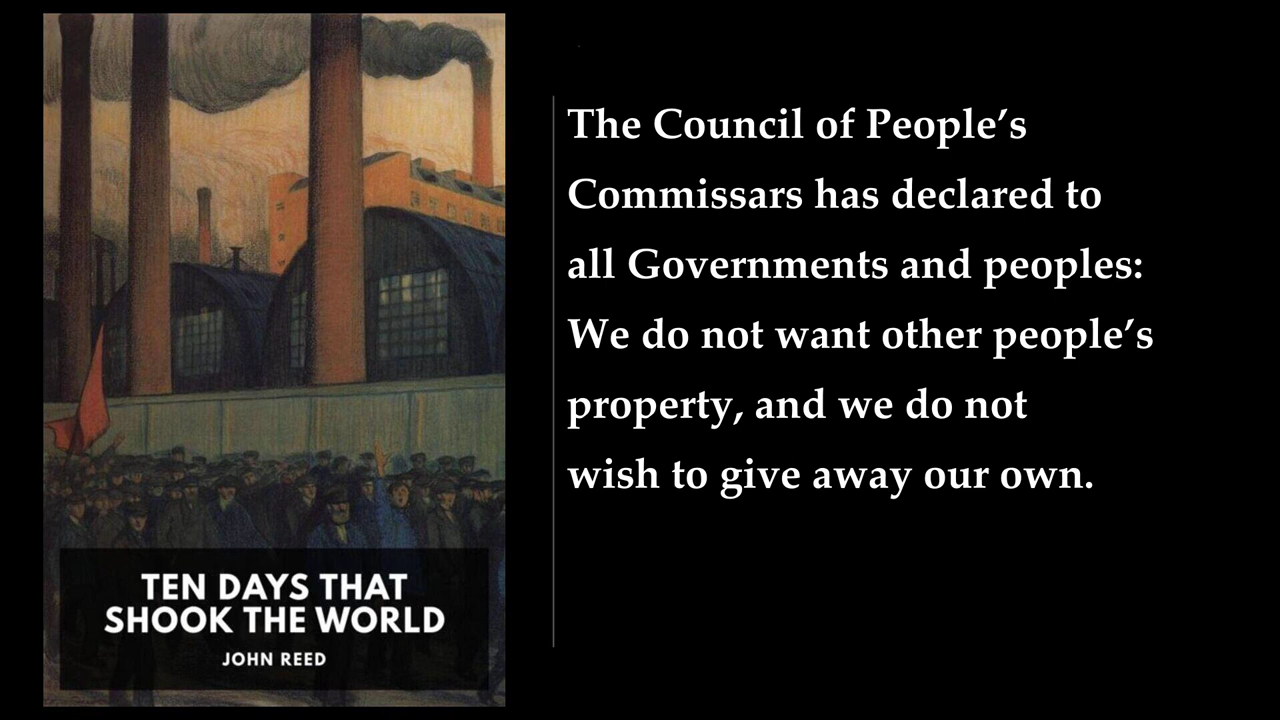 The Council of People’s
Commissars has declared to
all Governments and peoples:
We do not want other people’s
property, and we do not
wish to give away our own.
TEN DAYS THAT
SHOOK THE WORLD
JOHN REED